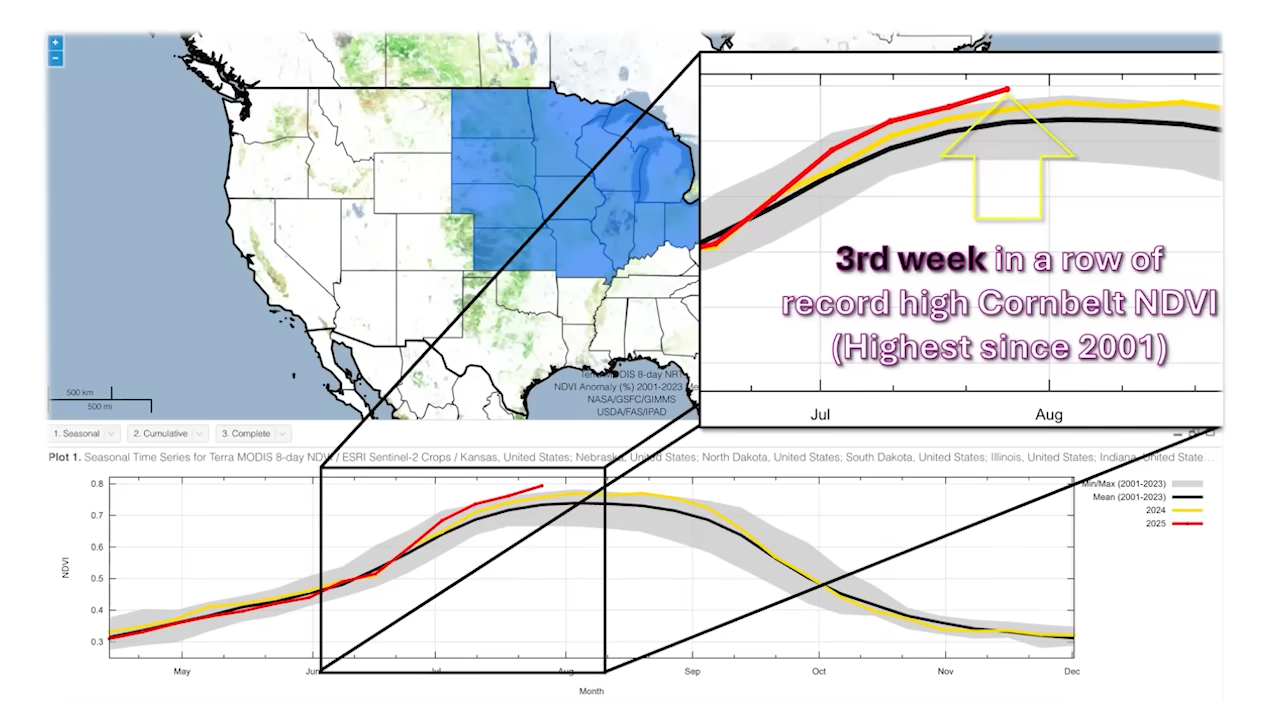 +
−
500 km
500 mi
Terra MODIS 8-day NRT
NDVI Anomaly (%) 2001-2023
NASA/GSFC/GIMMS
USDA/FAS/IPAD
3rd week in a row of
record high Cornbelt NDVI
(Highest since 2001)
Jul Aug
1. Seasonal 2. Cumulative 3. Complete
Plot 1. Seasonal Time Series for Terra MODIS 8-day NDVI / ESRI Sentinel-2 Crops / Kansas, United States; Nebraska, United States; North Dakota, United States; South Dakota, United States; Illinois, United States; Indiana, United State...
Min/Max (2001-2023)
Mean (2001-2023)
2024
2025
NDVI
0.8
0.7
0.6
0.5
0.4
0.3
May Jun Jul Aug Sep Oct Nov Dec
Month